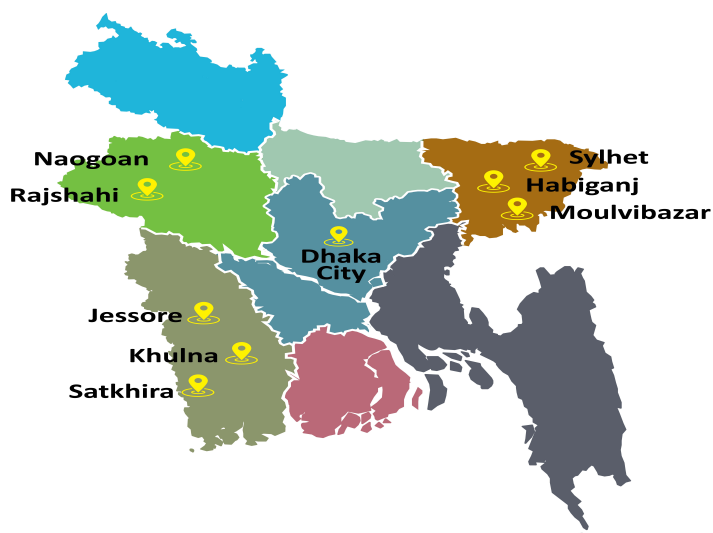 Naogoan
Rajshahi
Sylhet
Habiganj
Moulvibazar
Dhaka
City
Jessore
Khulna
Satkhira